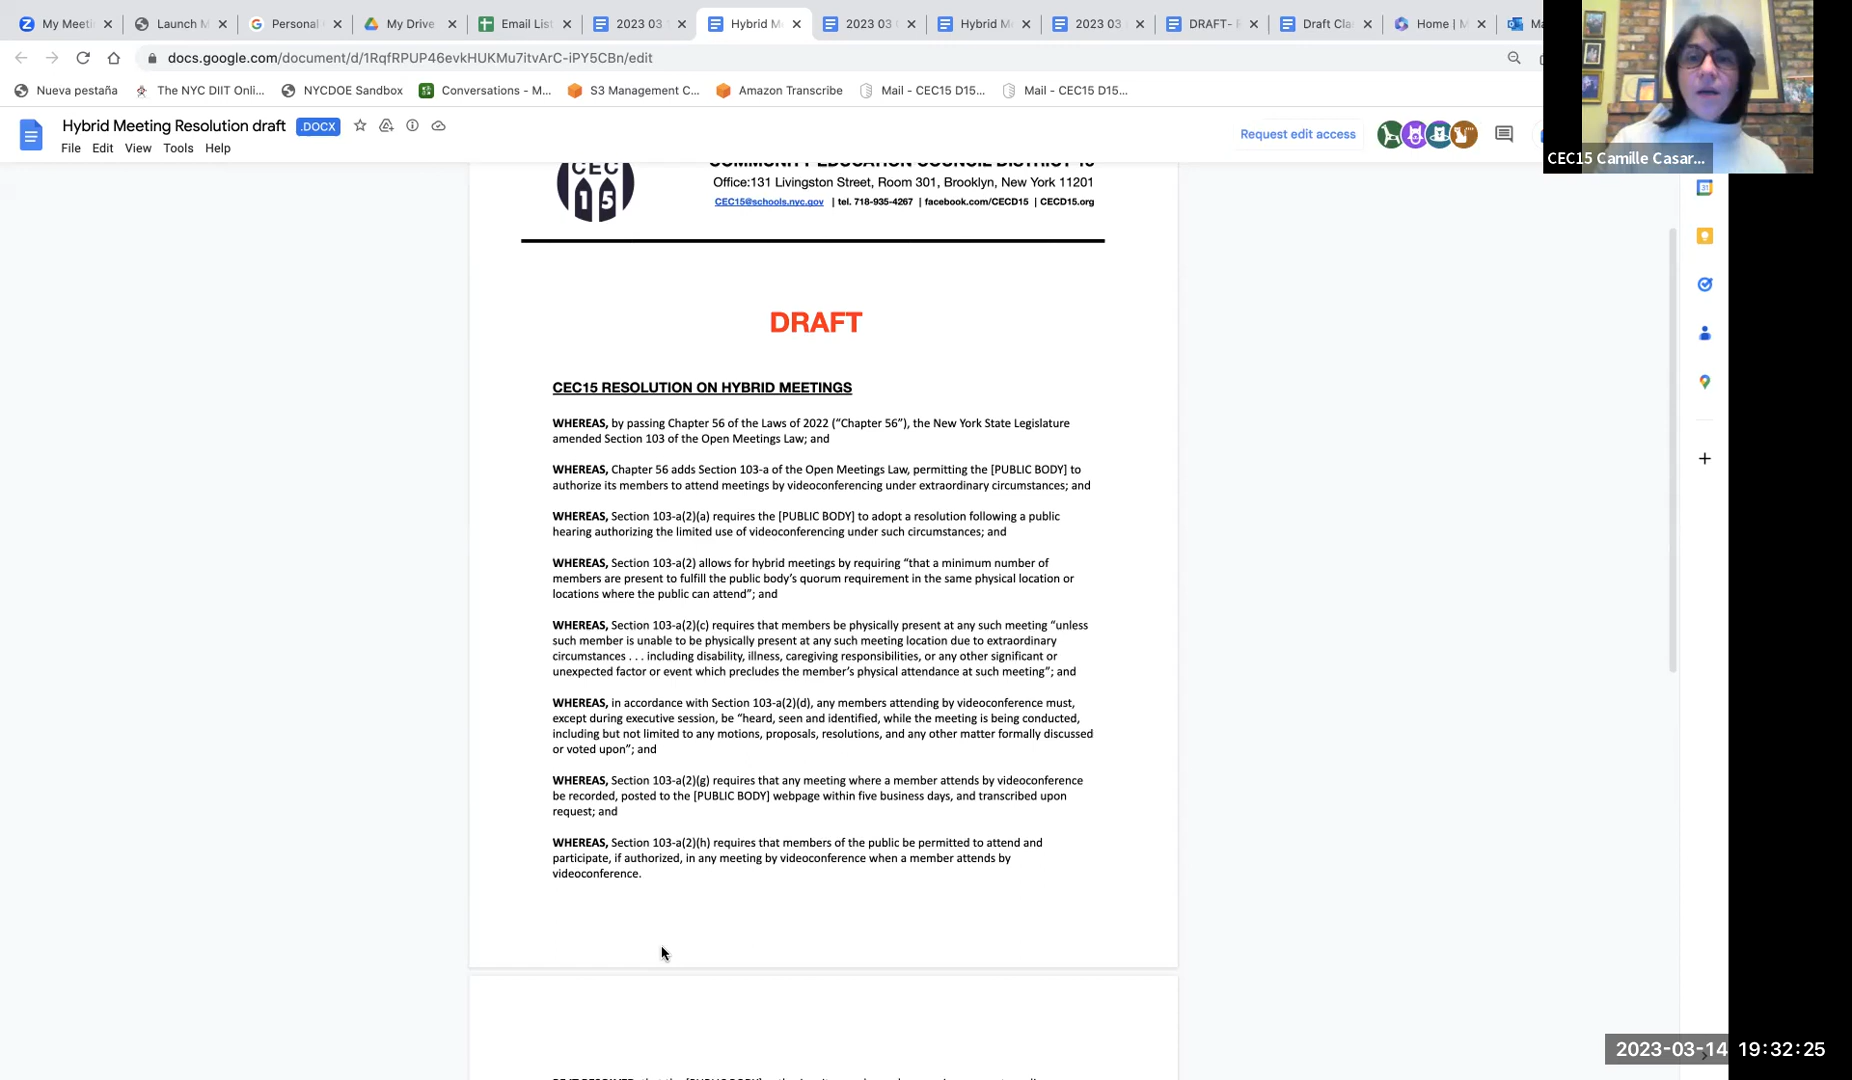 My Meeti
Launch M
Personal
My Drive
Email List
2023 03
Hybrid M
2023 03
Hybrid M
2023 03
DRAFT-
Draft Cla
Home | M
docs.google.com/document/d/1RqfRPUP46evkHUKMu7itvArC-iPY5CBn/edit
Nueva pestaña
The NYC DIIT Onli...
NYCDOE Sandbox
Conversations - M...
S3 Management C...
Amazon Transcribe
Mail - CEC15 D15...
Mail - CEC15 D15...
Hybrid Meeting Resolution draft .DOCX
Request edit access
File Edit View Tools Help
CEC15 Camille Casar...
CEC
15
COMMUNITY EDUCATION COUNCIL DISTRICT 15
Office:131 Livingston Street, Room 301, Brooklyn, New York 11201
CEC15@schools.nyc.gov | tel. 718-935-4267 | facebook.com/CECD15 | CECD15.org
DRAFT
CEC15 RESOLUTION ON HYBRID MEETINGS
WHEREAS, by passing Chapter 56 of the Laws of 2022 (“Chapter 56”), the New York State Legislature
amended Section 103 of the Open Meetings Law; and
WHEREAS, Chapter 56 adds Section 103-a of the Open Meetings Law, permitting the [PUBLIC BODY] to
authorize its members to attend meetings by videoconferencing under extraordinary circumstances; and
WHEREAS, Section 103-a(2)(a) requires the [PUBLIC BODY] to adopt a resolution following a public
hearing authorizing the limited use of videoconferencing under such circumstances; and
WHEREAS, Section 103-a(2) allows for hybrid meetings by requiring “that a minimum number of
members are present to fulfill the public body’s quorum requirement in the same physical location or
locations where the public can attend”; and
WHEREAS, Section 103-a(2)(c) requires that members be physically present at any such meeting “unless
such member is unable to be physically present at any such meeting location due to extraordinary
circumstances . . . including disability, illness, caregiving responsibilities, or any other significant or
unexpected factor or event which precludes the member’s physical attendance at such meeting”; and
WHEREAS, in accordance with Section 103-a(2)(d), any members attending by videoconference must,
except during executive session, be “heard, seen and identified, while the meeting is being conducted,
including but not limited to any motions, proposals, resolutions, and any other matter formally discussed
or voted upon”; and
WHEREAS, Section 103-a(2)(g) requires that any meeting where a member attends by videoconference
be recorded, posted to the [PUBLIC BODY] webpage within five business days, and transcribed upon
request; and
WHEREAS, Section 103-a(2)(h) requires that members of the public be permitted to attend and
participate, if authorized, in any meeting by videoconference when a member attends by
videoconference.
2023-03-14 19:32:25